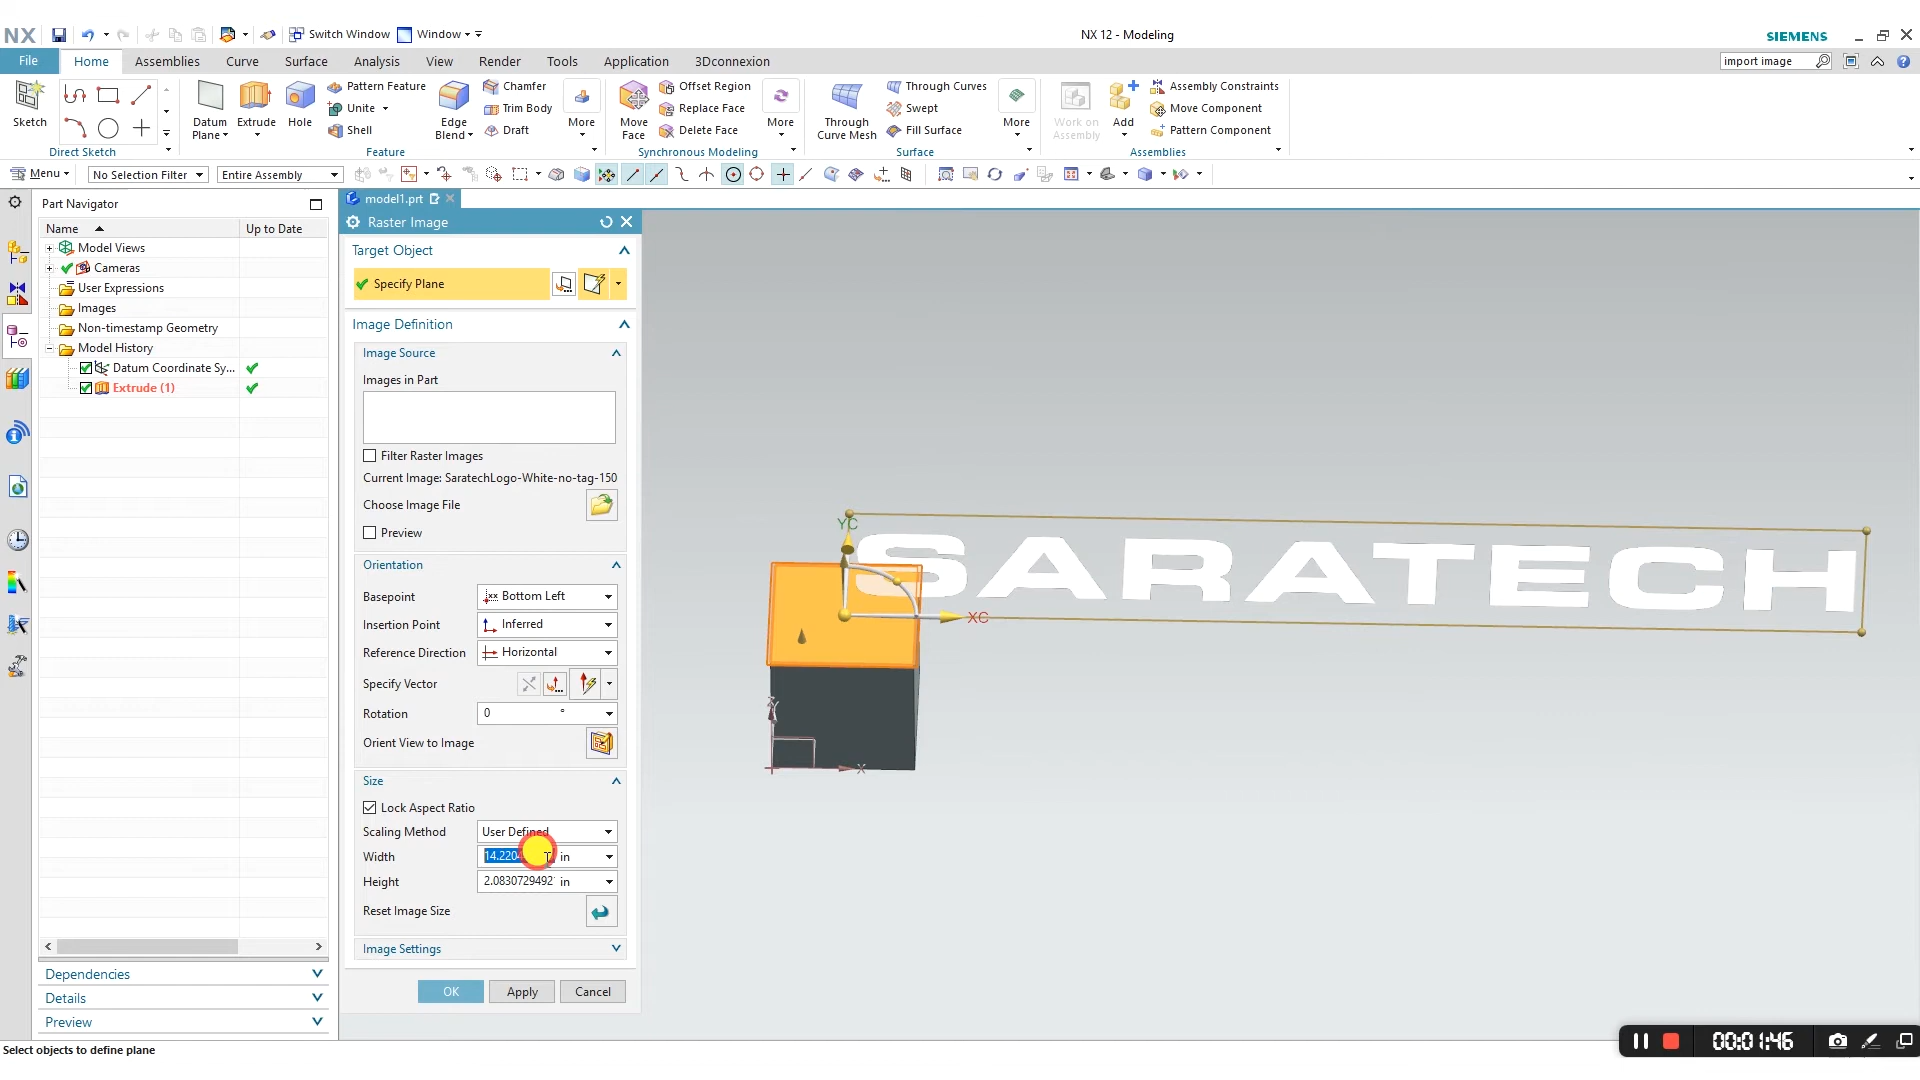 NX
Switch Window
Window
NX 12 - Modeling
SIEMENS
File
Home
Assemblies
Curve
Surface
Analysis
View
Render
Tools
Application
3Dconnexion
import image
Sketch
Direct Sketch
Datum Plane
Extrude
Hole
Pattern Feature
Unite
Shell
Edge Blend
Chamfer
Trim Body
Draft
More
Feature
Move Face
Offset Region
Replace Face
Delete Face
More
Synchronous Modeling
Through Curve Mesh
Through Curves
Swept
Fill Surface
More
Surface
Work on Assembly
Add
Assembly Constraints
Move Component
Pattern Component
Assemblies
Menu
No Selection Filter
Entire Assembly
Part Navigator
Name
Up to Date
Model Views
Cameras
User Expressions
Images
Non-timestamp Geometry
Model History
Datum Coordinate Sy...
Extrude (1)
Dependencies
Details
Preview
model1.prt
Raster Image
Target Object
Specify Plane
Image Definition
Image Source
Images in Part
Filter Raster Images
Current Image: SaratechLogo-White-no-tag-150
Choose Image File
Preview
Orientation
Basepoint
Bottom Left
Insertion Point
Inferred
Reference Direction
Horizontal
Specify Vector
Rotation
0 °
Orient View to Image
Size
Lock Aspect Ratio
Scaling Method
User Defined
Width
14.220
in
Height
2.0830729492
in
Reset Image Size
Image Settings
OK
Apply
Cancel
YC
SARATECH
XC
X
Select objects to define plane
00:01:46